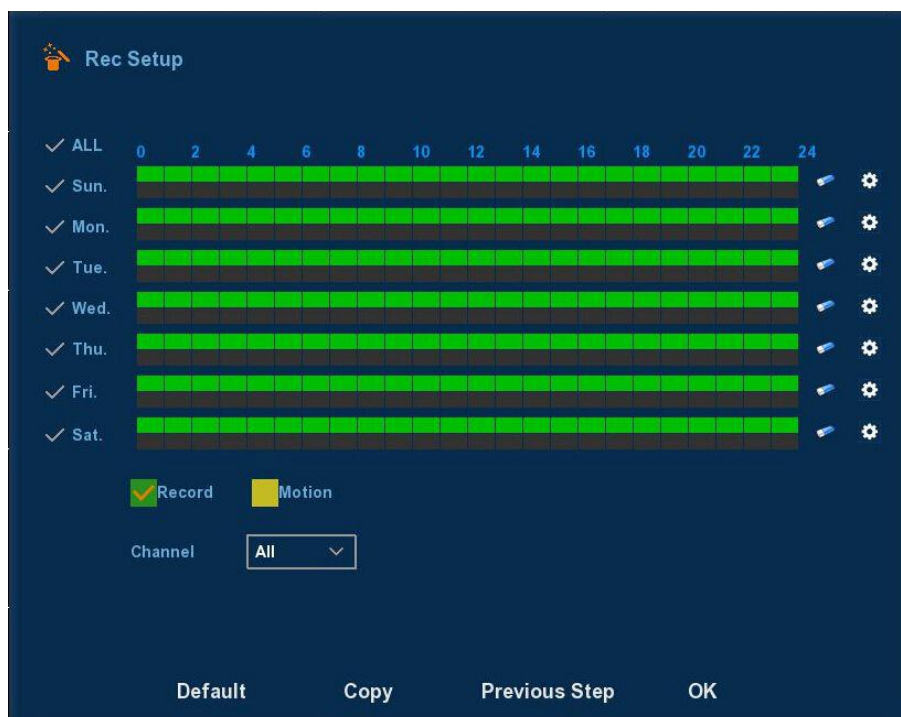 Rec Setup
ALL
0 2 4 6 8 10 12 14 16 18 20 22 24
Sun.
Mon.
Tue.
Wed.
Thu.
Fri.
Sat.
Record Motion
Channel All
Default Copy Previous Step OK